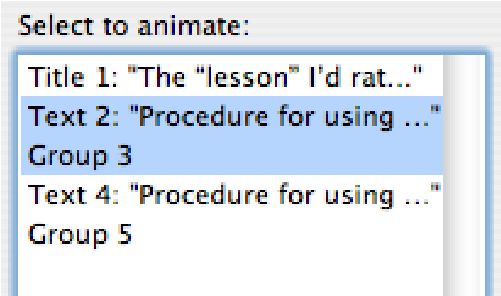 Select to animate:
Title 1: "The “lesson” I’d rat..."
Text 2: "Procedure for using ..."
Group 3
Text 4: "Procedure for using ..."
Group 5